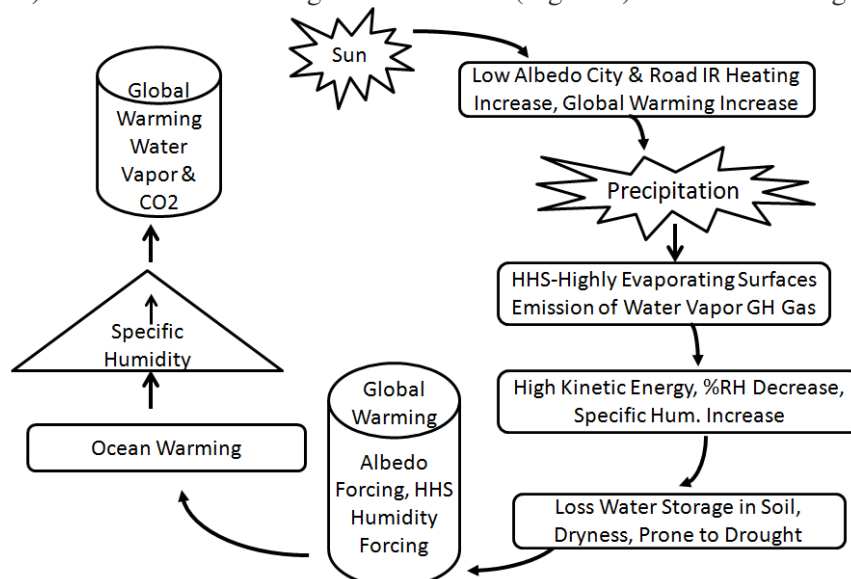 Sun
Low Albedo City & Road IR Heating
Increase, Global Warming Increase
Precipitation
HHS-Highly Evaporating Surfaces
Emission of Water Vapor GH Gas
High Kinetic Energy, %RH Decrease,
Specific Hum. Increase
Loss Water Storage in Soil,
Dryness, Prone to Drought
Global
Warming
Albedo
Forcing, HHS
Humidity
Forcing
Ocean Warming
Specific
Humidity
Global
Warming
Water
Vapor &
CO2